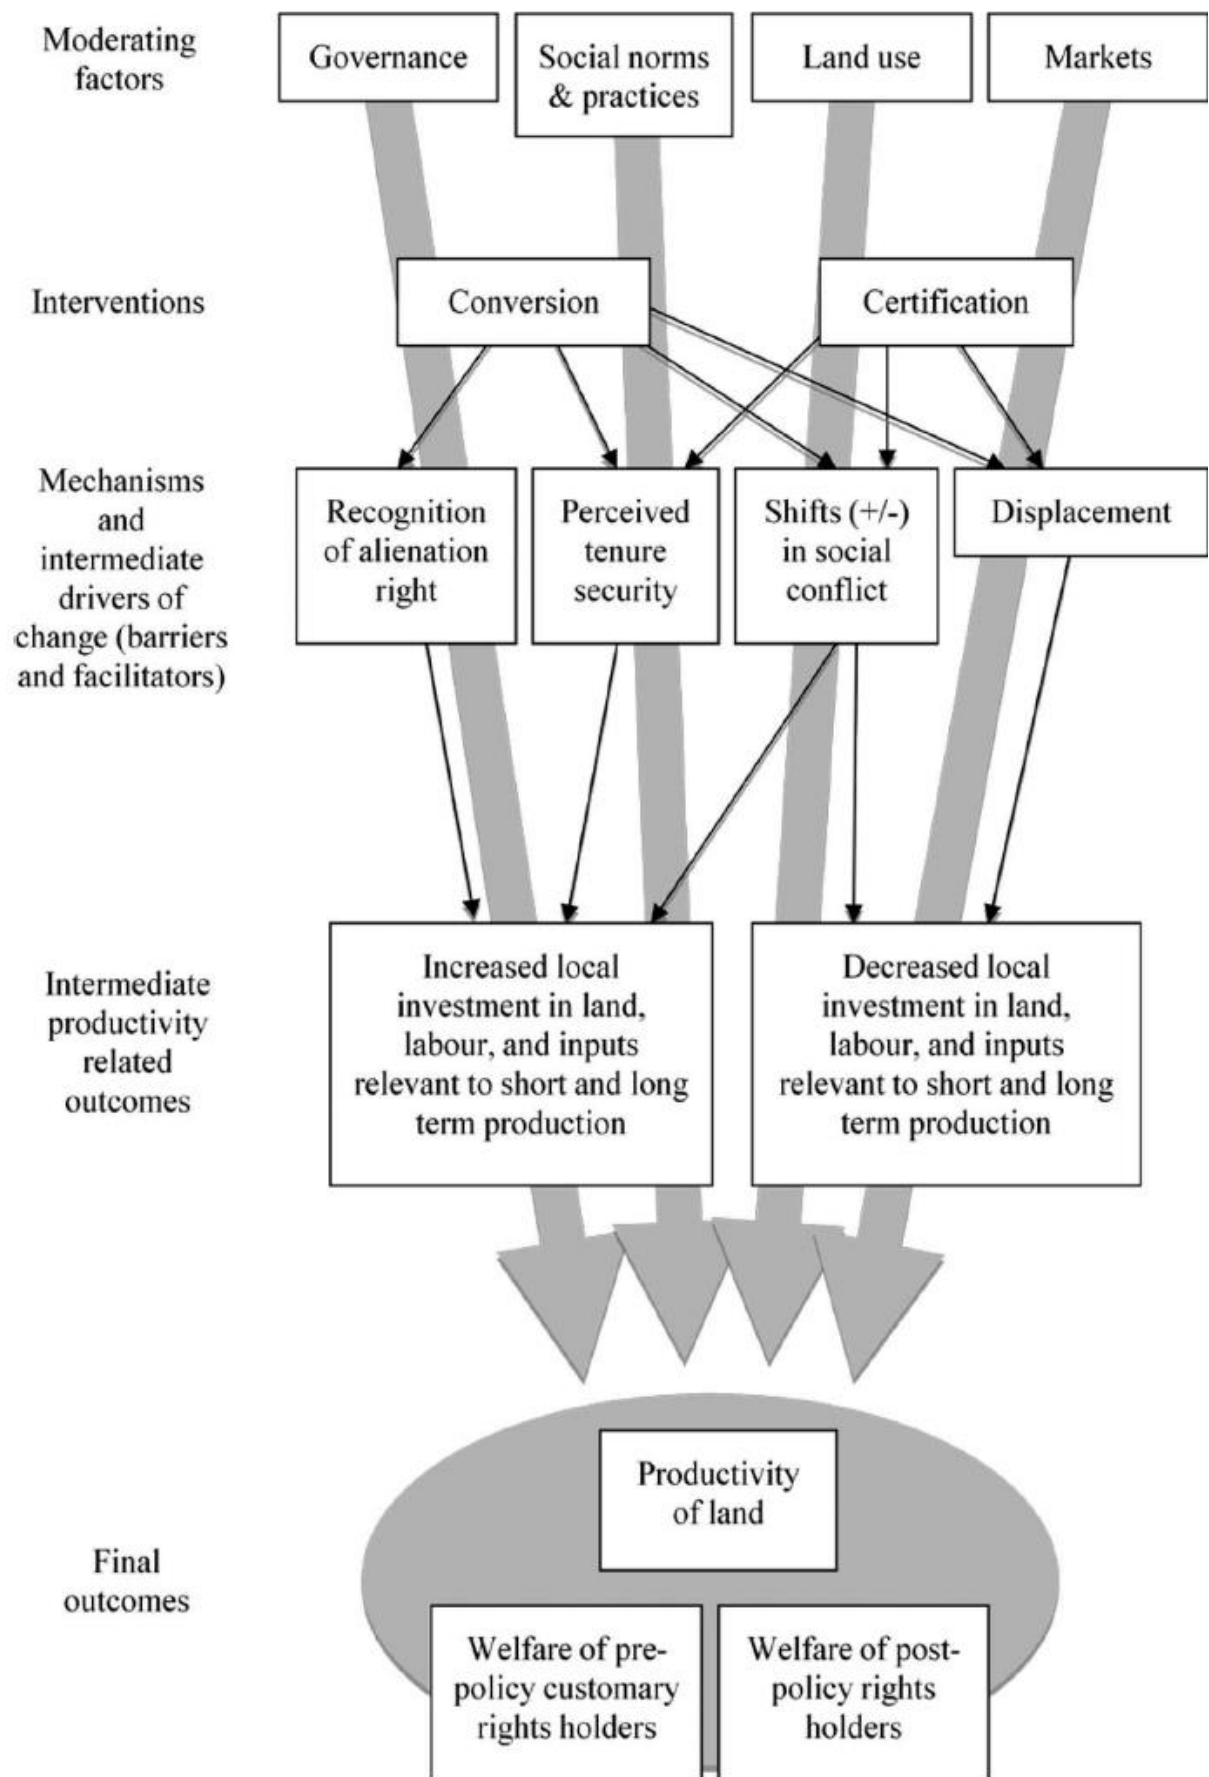 Moderating
factors
Governance
Social norms
& practices
Land use
Markets
Interventions
Conversion
Certification
Mechanisms
and
intermediate
drivers of
change (barriers
and facilitators)
Recognition
of alienation
right
Perceived
tenure
security
Shifts (+/-)
in social
conflict
Displacement
Intermediate
productivity
related
outcomes
Increased local
investment in land,
labour, and inputs
relevant to short and long
term production
Decreased local
investment in land,
labour, and inputs
relevant to short and long
term production
Final
outcomes
Productivity
of land
Welfare of pre-
policy customary
rights holders
Welfare of post-
policy rights
holders